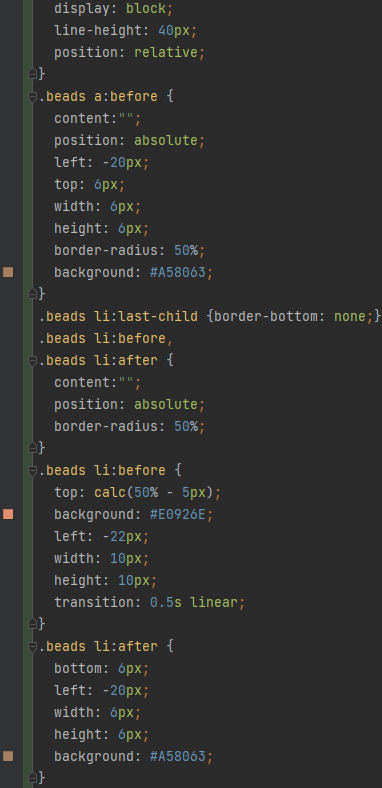 display: block;
line-height: 40px;
position: relative;
}
.beads a:before {
content:"";
position: absolute;
left: -20px;
top: 6px;
width: 6px;
height: 6px;
border-radius: 50%;
background: #A58063;
}
.beads li:last-child {border-bottom: none;}
.beads li:before,
.beads li:after {
content:"";
position: absolute;
border-radius: 50%;
}
.beads li:before {
top: calc(50% - 5px);
background: #E0926E;
left: -22px;
width: 10px;
height: 10px;
transition: 0.5s linear;
}
.beads li:after {
bottom: 6px;
left: -20px;
width: 6px;
height: 6px;
background: #A58063;
}